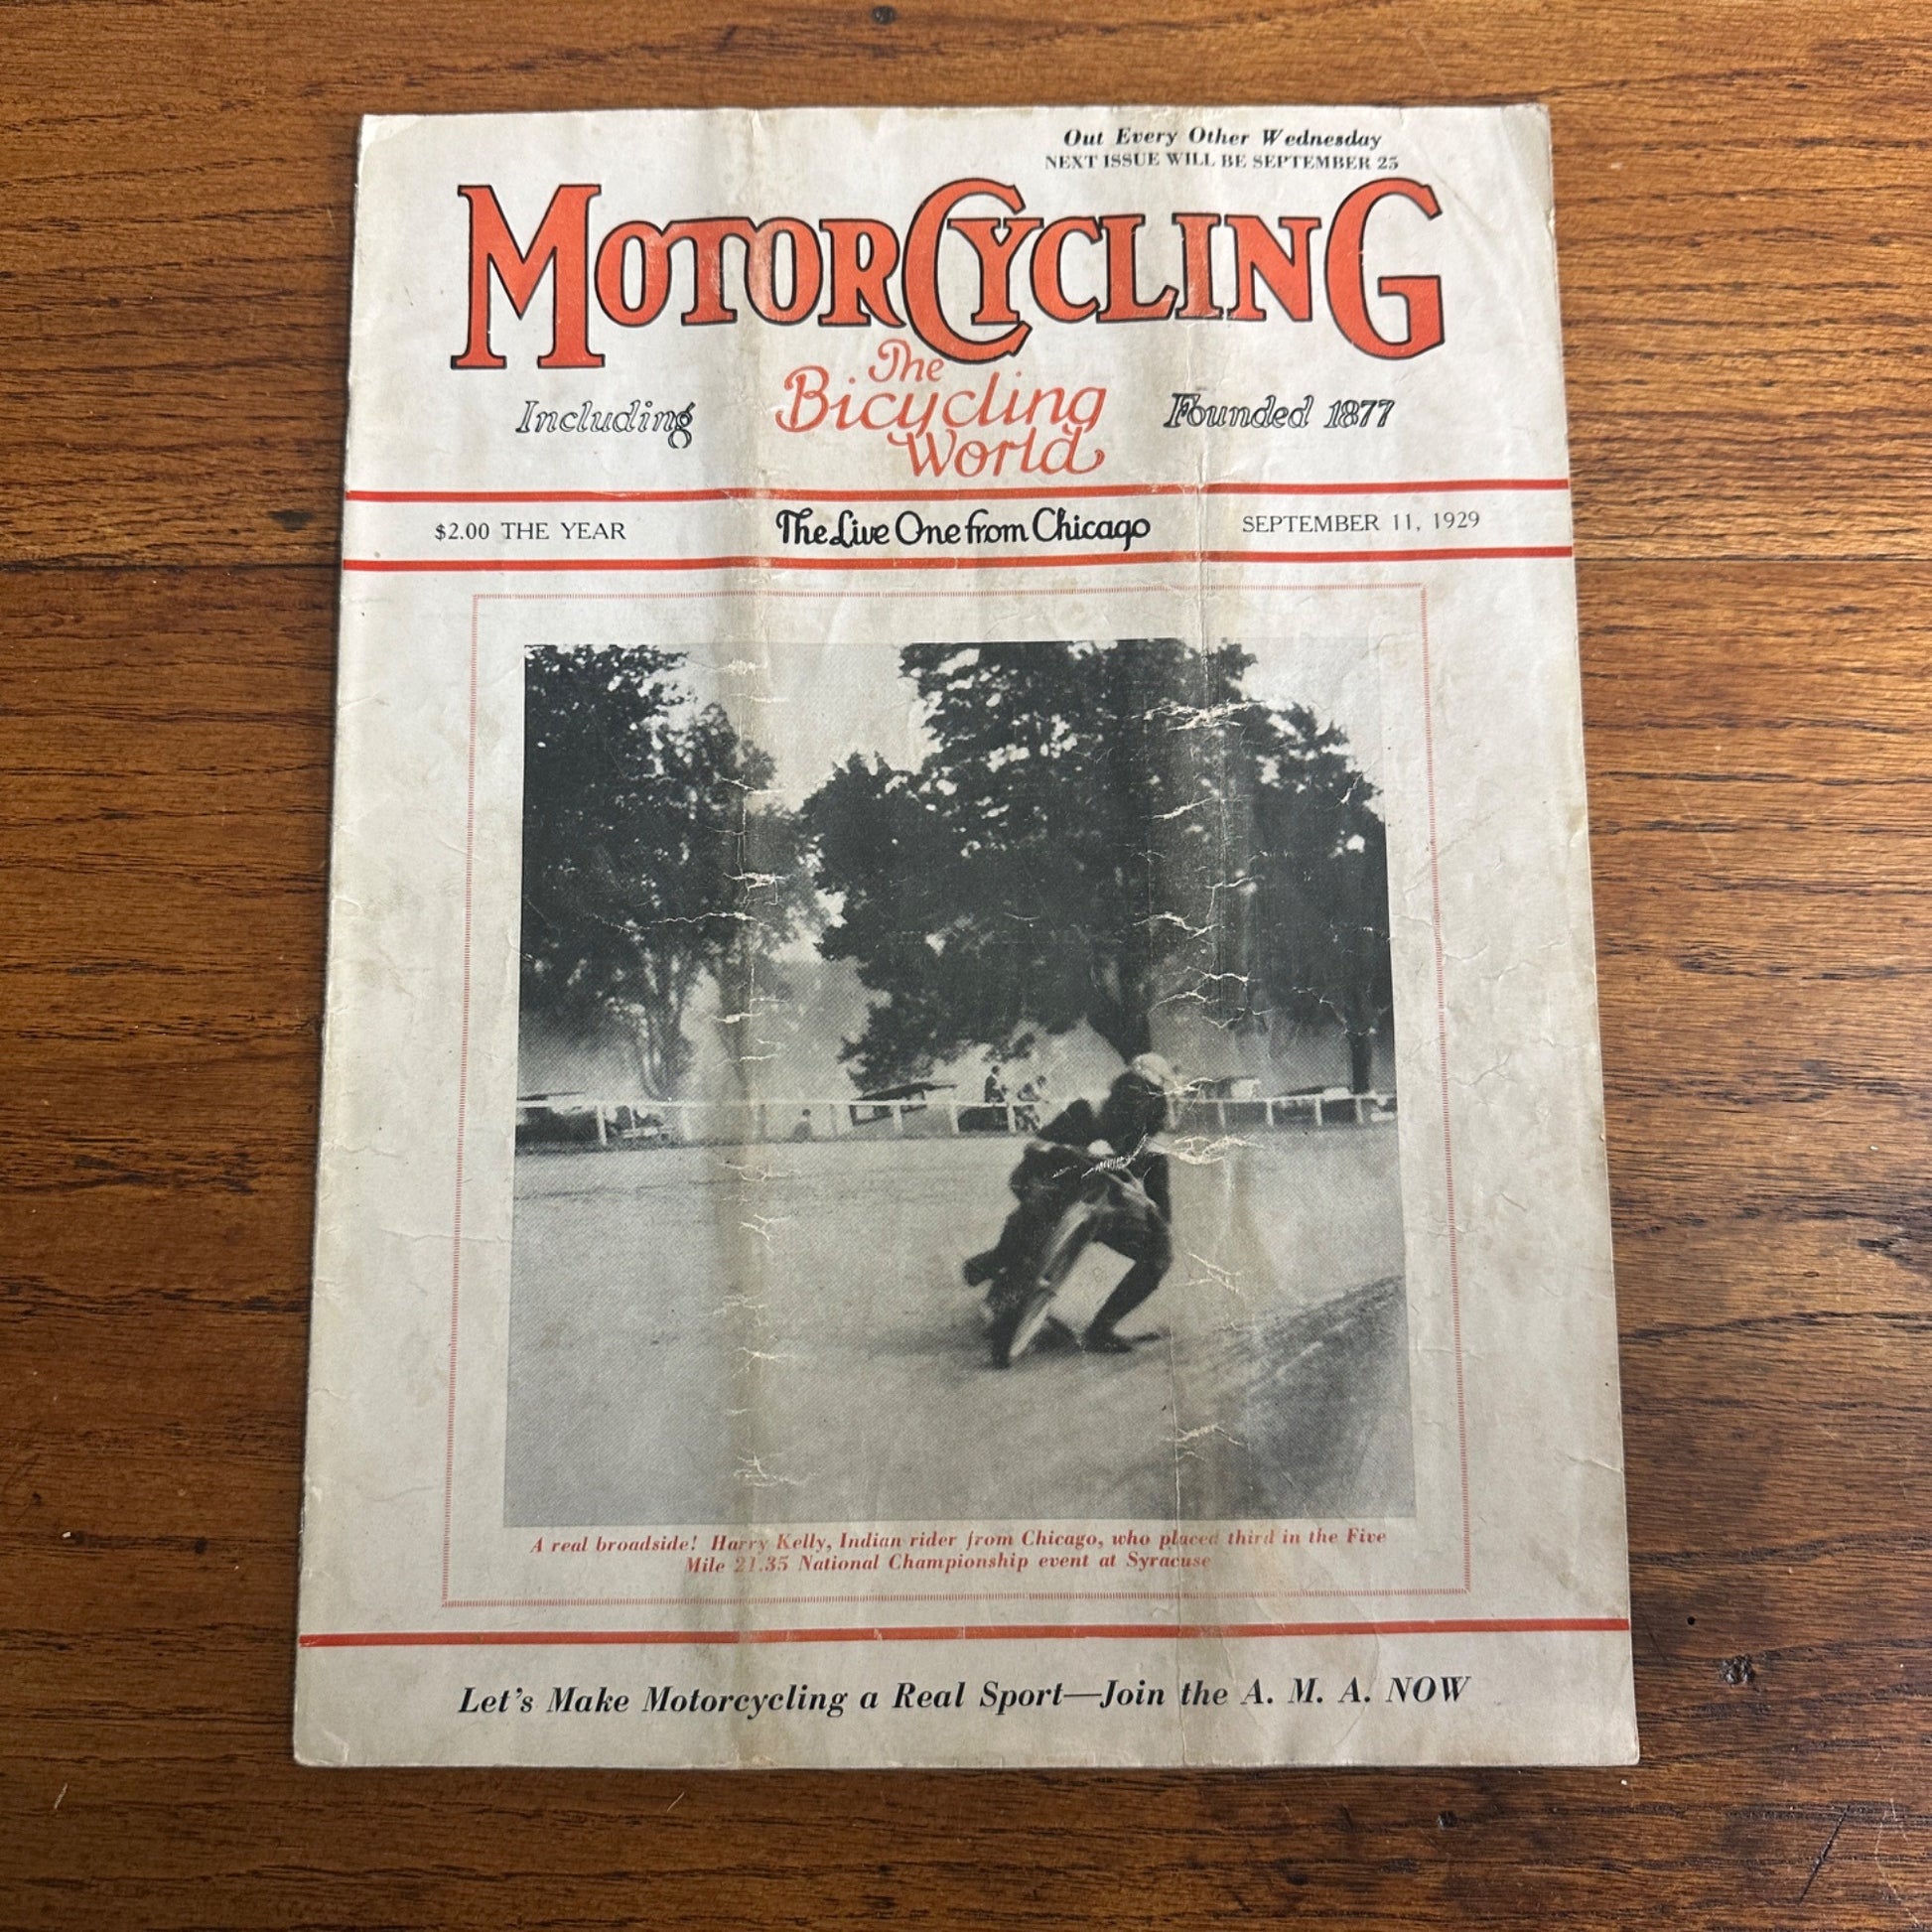 Out Every Other Wednesday
NEXT ISSUE WILL BE SEPTEMBER 25
MOTORCYCLING
Including The Bicycling World Founded 1877
$2.00 THE YEAR The Live One from Chicago SEPTEMBER 11, 1929
A real broadside! Harry Kelly, Indian rider from Chicago, who placed third in the Five
Mile 21.35 National Championship event at Syracuse
Let's Make Motorcycling a Real Sport—Join the A. M. A. NOW